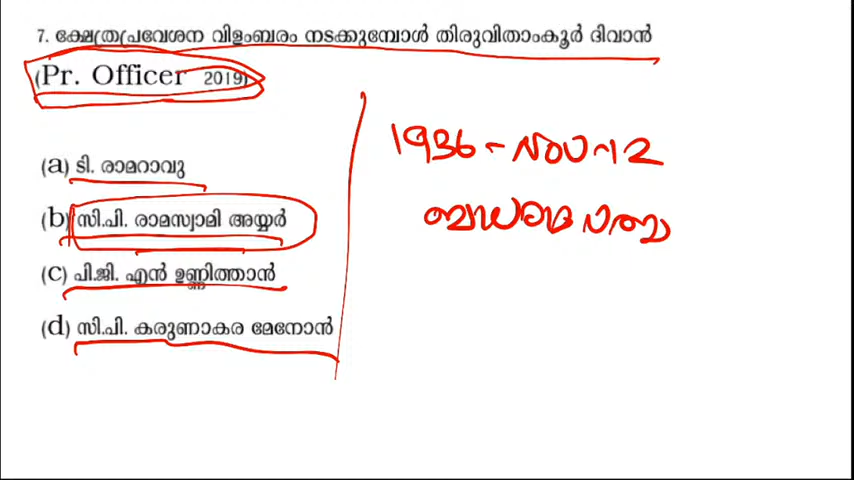 7. ക്ഷേത്രപ്രവേശന വിളംബരം നടക്കുമ്പോൾ തിരുവിതാംകൂർ ദിവാൻ
(Pr. Officer 2019)
(a) ടി. രാമറാവു
(b) സി.പി. രാമസ്വാമി അയ്യർ
(c) പി.ജി. എൻ ഉണ്ണിത്താൻ
(d) സി.പി. കരുണാകര മേനോൻ
1936 - Nov - 12